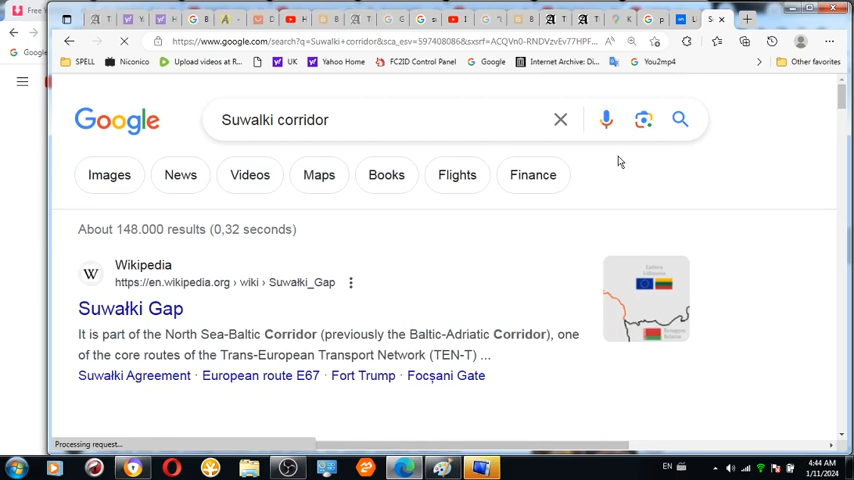 Free Y
https://www.google.com/search?q=Suwalki+corridor&sca_esv=597408086&sxsrf=ACQVn0-RNDVzvEv77HPF...
Googl
SPELL
Niconico
Upload videos at R...
UK
Yahoo Home
FC2ID Control Panel
Google
Internet Archive: Di...
You2mp4
Other favorites
Google
Suwalki corridor
Images
News
Videos
Maps
Books
Flights
Finance
About 148.000 results (0,32 seconds)
W
Wikipedia
https://en.wikipedia.org › wiki › Suwałki_Gap
Suwałki Gap
It is part of the North Sea-Baltic Corridor (previously the Baltic-Adriatic Corridor), one
of the core routes of the Trans-European Transport Network (TEN-T) ...
Suwałki Agreement · European route E67 · Fort Trump · Focșani Gate
Processing request...
EN
4:44 AM
1/11/2024